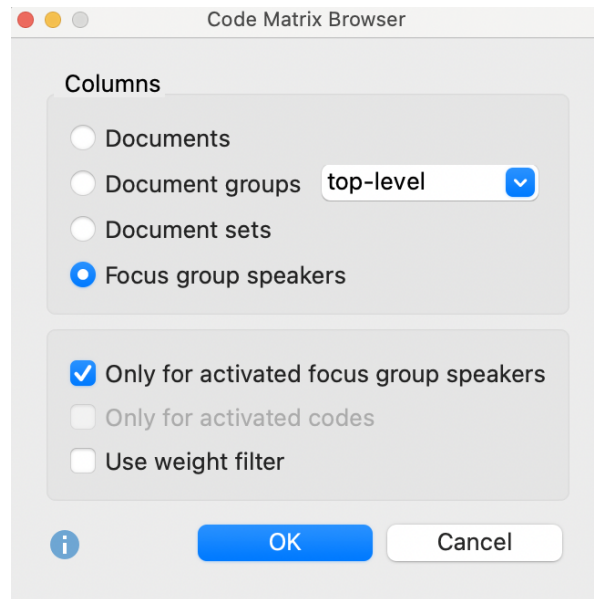 Code Matrix Browser
Columns
Documents
Document groups top-level
Document sets
Focus group speakers
Only for activated focus group speakers
Only for activated codes
Use weight filter
i OK Cancel